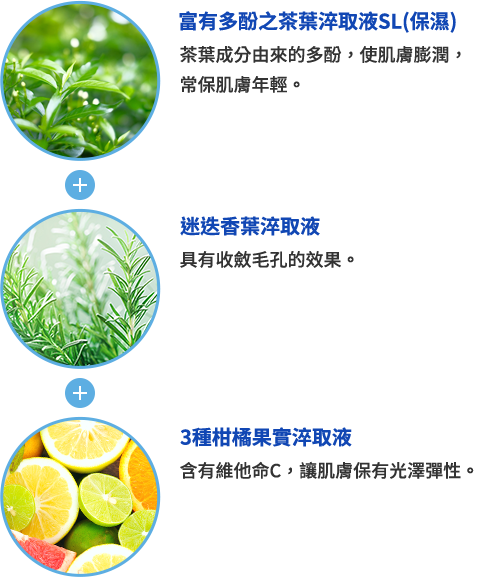 富有多酚之茶葉淬取液SL(保濕)
茶葉成分由來的多酚，使肌膚膨潤，
常保肌膚年輕。
迷迭香葉淬取液
具有收斂毛孔的效果。
3種柑橘果實淬取液
含有維他命C，讓肌膚保有光澤彈性。